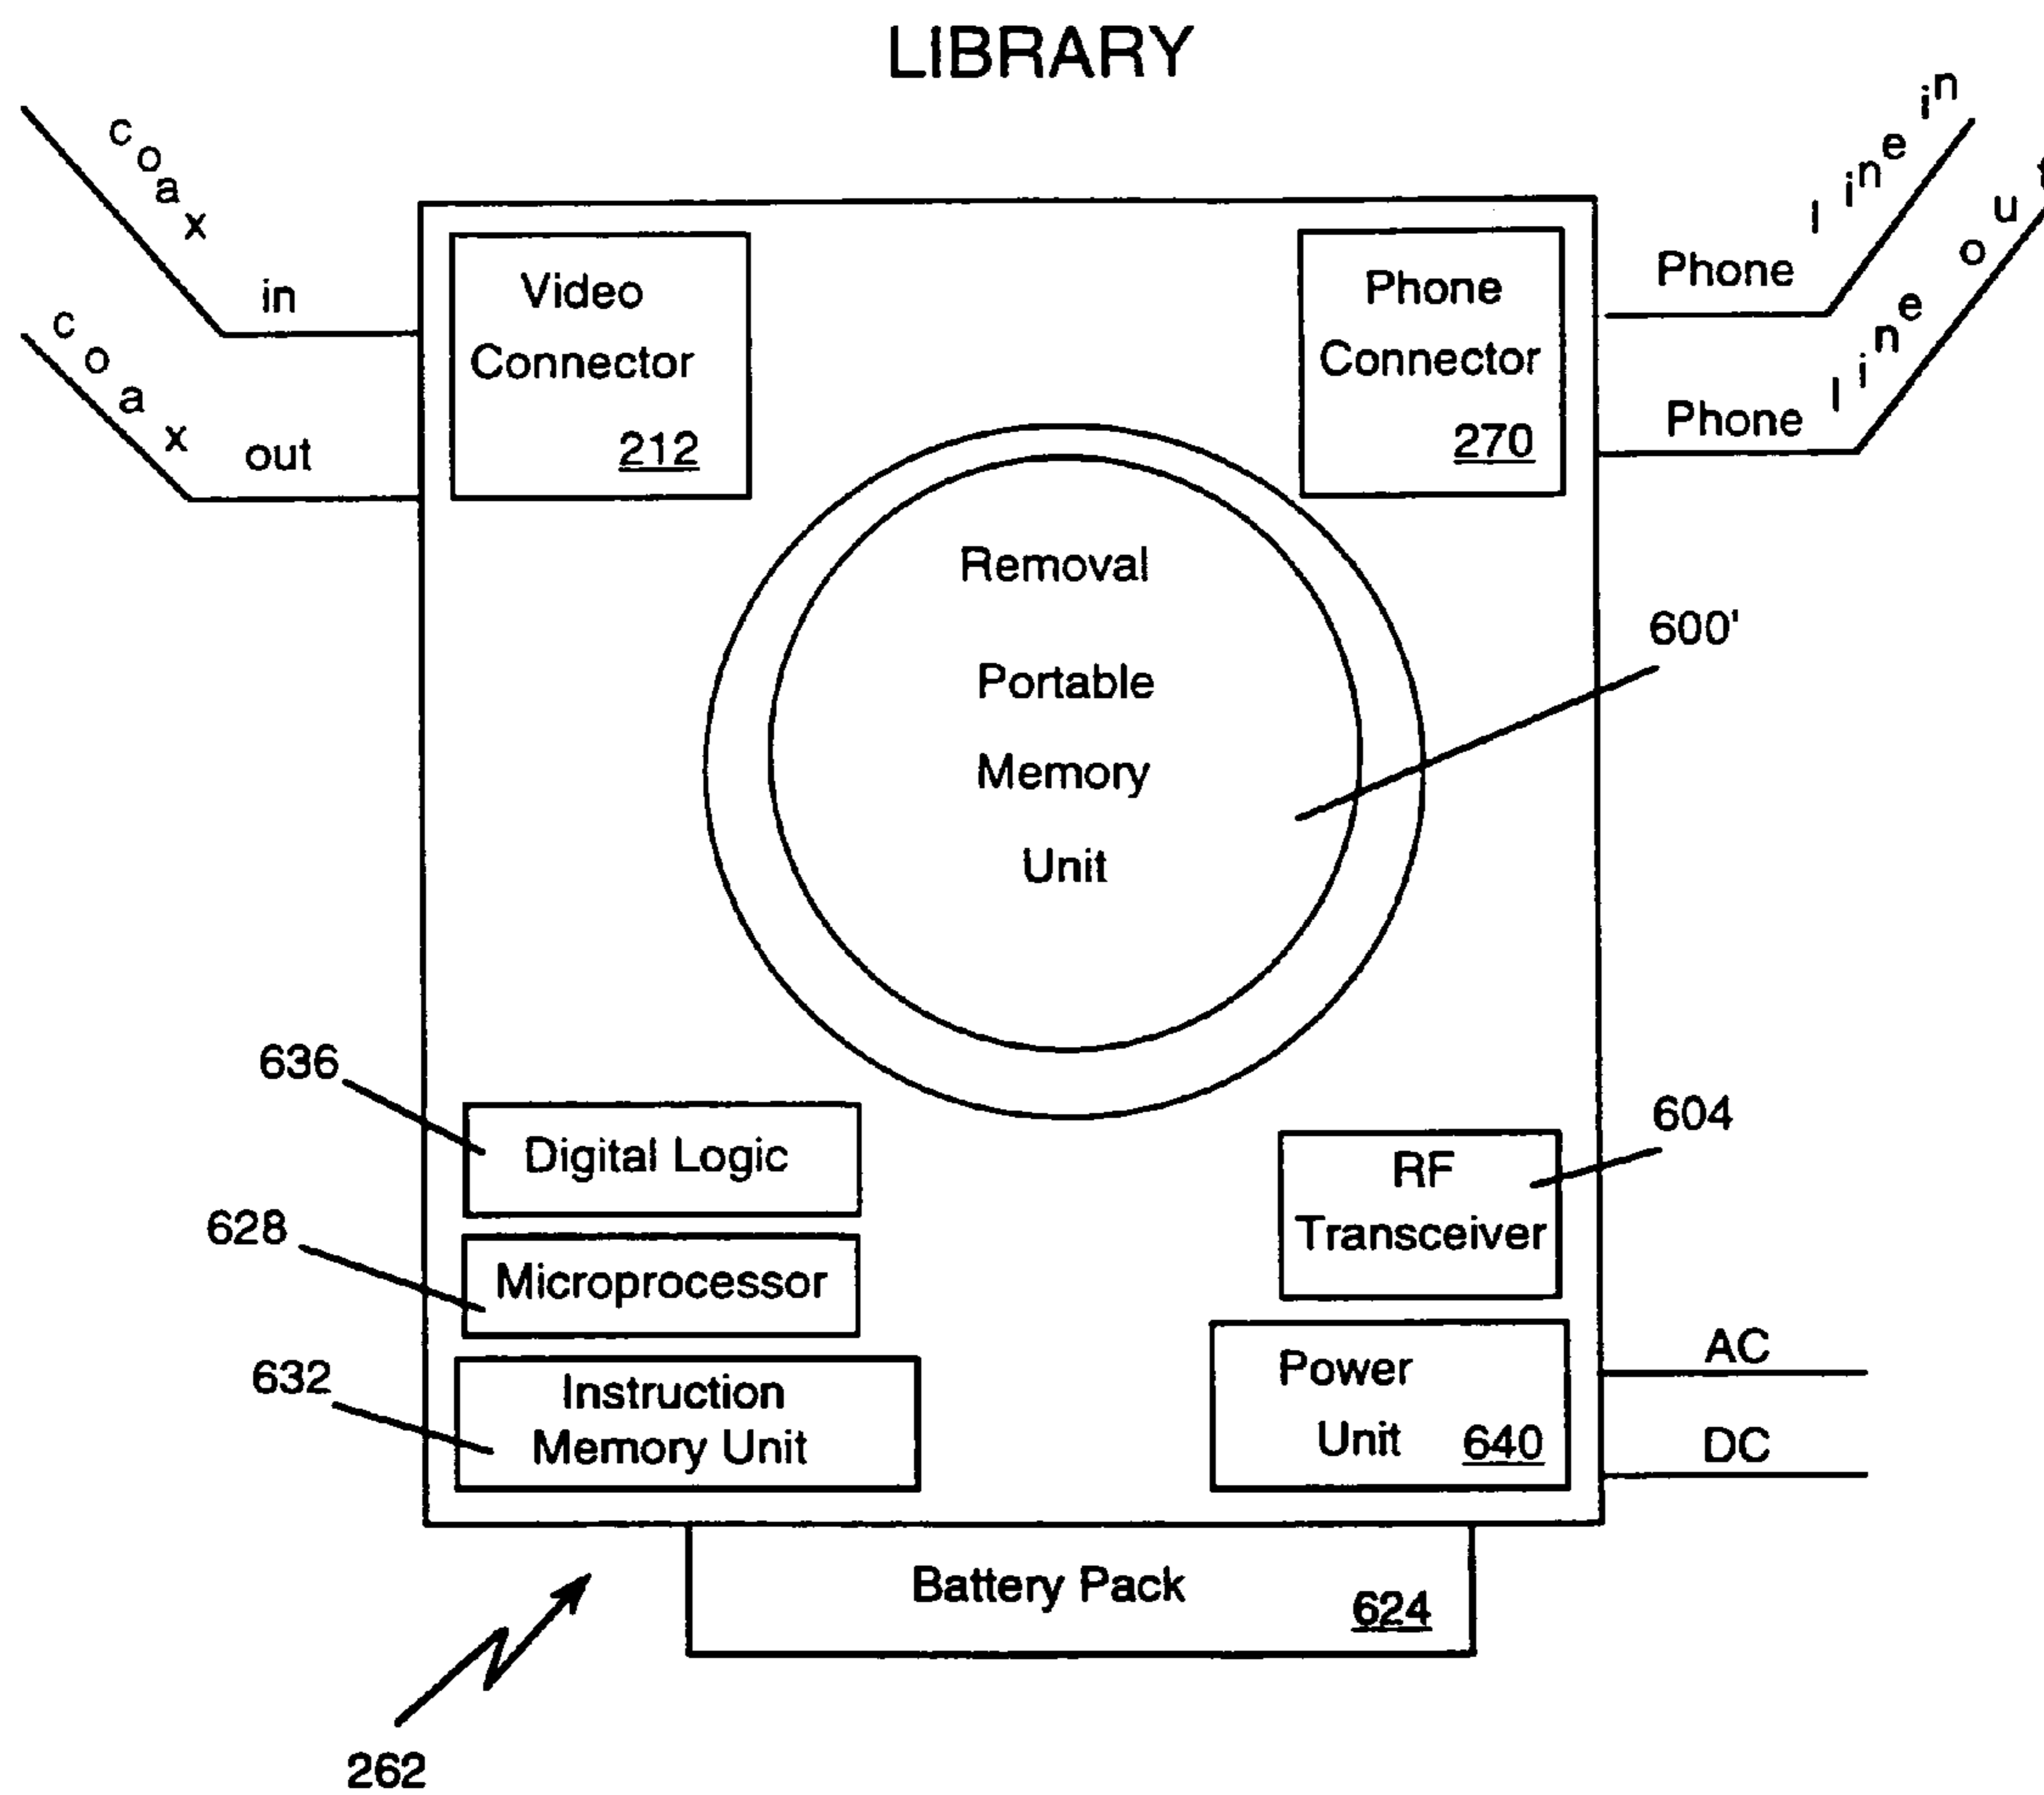 LIBRARY
coax in
coax out
Video
Connector
212
Phone
Connector
270
Phone line in
Phone line out
Removal
Portable
Memory
Unit
600'
636
Digital Logic
628
Microprocessor
632
Instruction
Memory Unit
604
RF
Transceiver
Power
Unit 640
AC
DC
Battery Pack 624
262